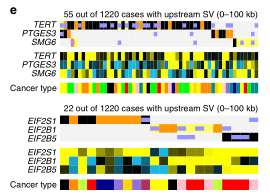 e
55 out of 1220 cases with upstream SV (0–100 kb)
TERT
PTGES3
SMG6
TERT
PTGES3
SMG6
Cancer type
22 out of 1220 cases with upstream SV (0–100 kb)
EIF2S1
EIF2B1
EIF2B5
EIF2S1
EIF2B1
EIF2B5
Cancer type